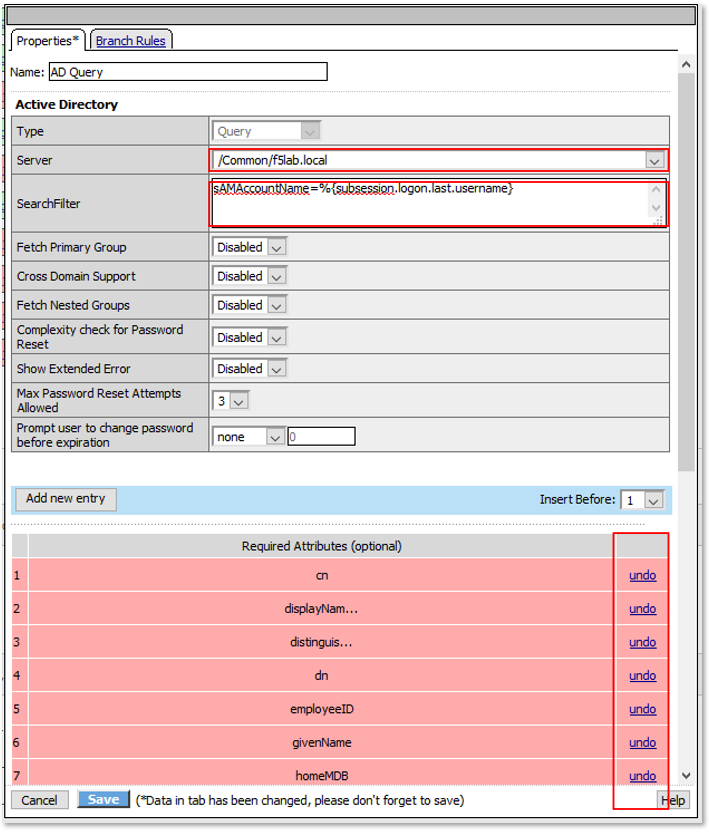 Properties* Branch Rules
Name: AD Query
Active Directory
Type Query
Server /Common/f5lab.local
SearchFilter sAMAccountName=%{subsession.logon.last.username}
Fetch Primary Group Disabled
Cross Domain Support Disabled
Fetch Nested Groups Disabled
Complexity check for Password
Reset Disabled
Show Extended Error Disabled
Max Password Reset Attempts
Allowed 3
Prompt user to change password
before expiration none 0
Add new entry Insert Before: 1
Required Attributes (optional)
1 cn undo
2 displayNam... undo
3 distinguis... undo
4 dn undo
5 employeeID undo
6 givenName undo
7 homeMDB undo
Cancel Save (*Data in tab has been changed, please don't forget to save) Help